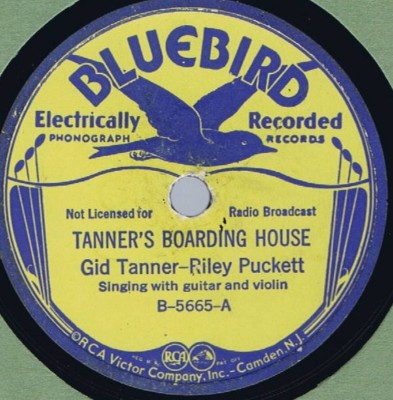 BLUEBIRD
Electrically Recorded
PHONOGRAPH RECORDS
Not Licensed for Radio Broadcast
TANNER'S BOARDING HOUSE
Gid Tanner–Riley Puckett
Singing with guitar and violin
B-5665-A
RCA
©RCA Victor Company, Inc.-Camden, N.J.